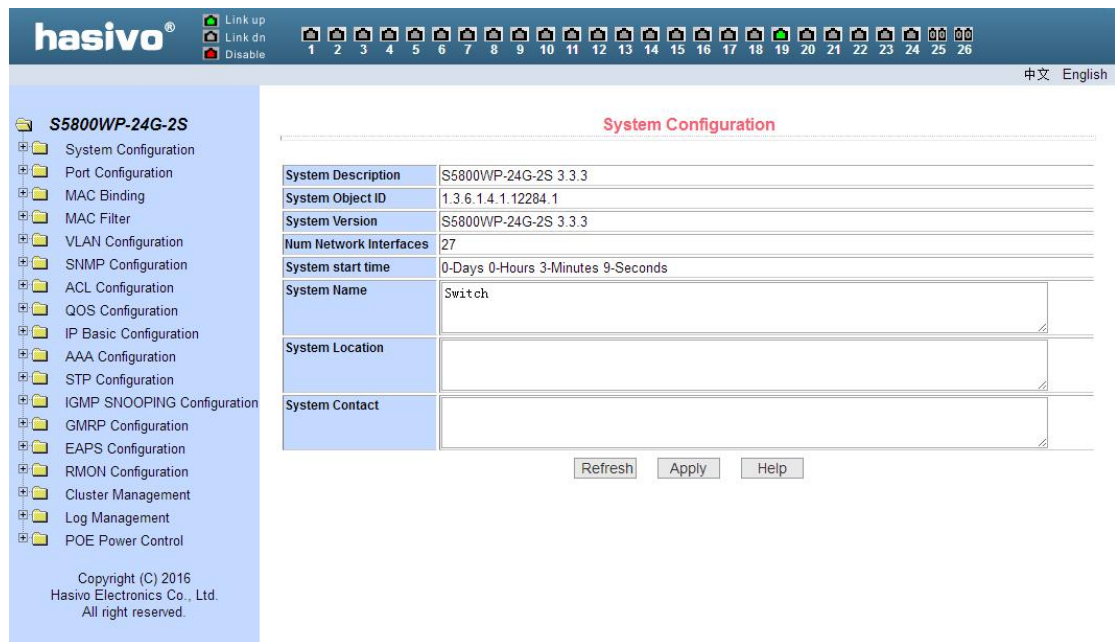 hasivo®
Link up
Link dn
Disable
1 2 3 4 5 6 7 8 9 10 11 12 13 14 15 16 17 18 19 20 21 22 23 24 25 26
中文 English
S5800WP-24G-2S
System Configuration
Port Configuration
MAC Binding
MAC Filter
VLAN Configuration
SNMP Configuration
ACL Configuration
QOS Configuration
IP Basic Configuration
AAA Configuration
STP Configuration
IGMP SNOOPING Configuration
GMRP Configuration
EAPS Configuration
RMON Configuration
Cluster Management
Log Management
POE Power Control
Copyright (C) 2016
Hasivo Electronics Co., Ltd.
All right reserved.
System Configuration
System Description S5800WP-24G-2S 3.3.3
System Object ID 1.3.6.1.4.1.12284.1
System Version S5800WP-24G-2S 3.3.3
Num Network Interfaces 27
System start time 0-Days 0-Hours 3-Minutes 9-Seconds
System Name Switch
System Location
System Contact
Refresh Apply Help